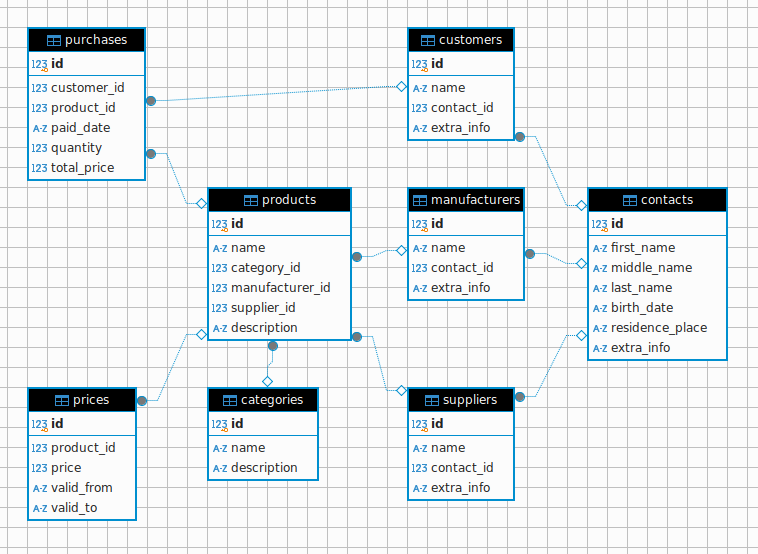 purchases
123 id
123 customer_id
123 product_id
A-Z paid_date
123 quantity
123 total_price
customers
123 id
A-Z name
123 contact_id
A-Z extra_info
products
123 id
A-Z name
123 category_id
123 manufacturer_id
123 supplier_id
A-Z description
manufacturers
123 id
A-Z name
123 contact_id
A-Z extra_info
contacts
123 id
A-Z first_name
A-Z middle_name
A-Z last_name
A-Z birth_date
A-Z residence_place
A-Z extra_info
prices
123 id
123 product_id
123 price
A-Z valid_from
A-Z valid_to
categories
123 id
A-Z name
A-Z description
suppliers
123 id
A-Z name
123 contact_id
A-Z extra_info